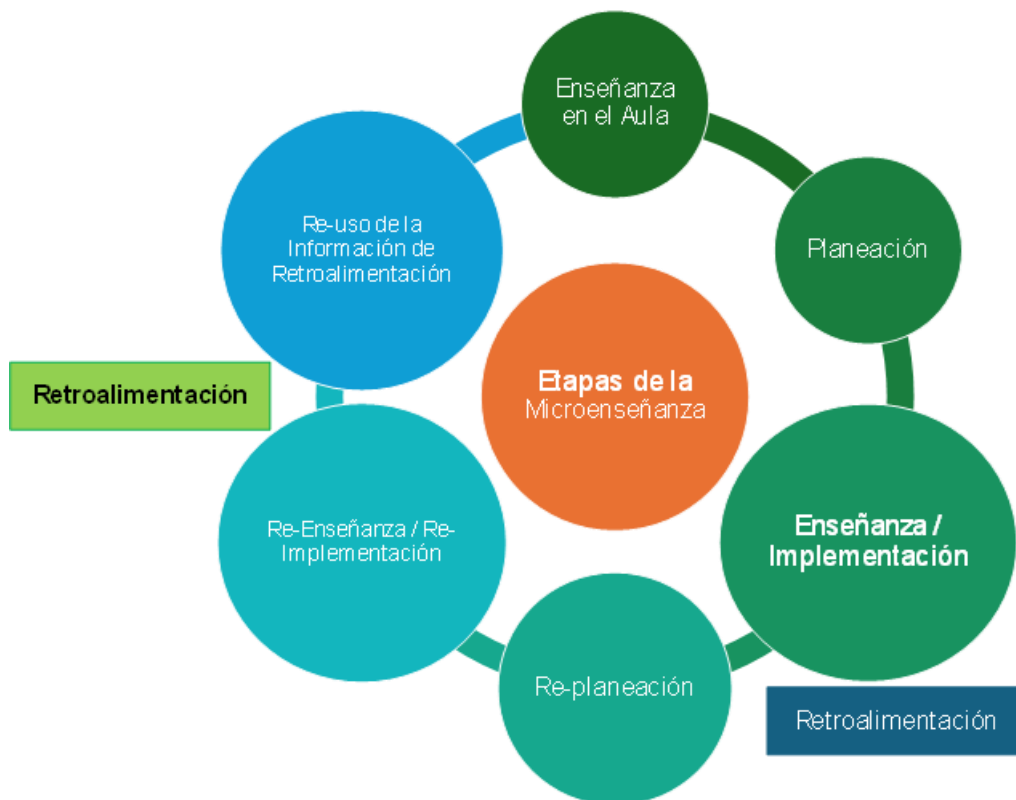 Enseñanza
en el Aula
Planeación
Enseñanza /
Implementación
Retroalimentación
Re-planeación
Re-Enseñanza / Re-
Implementación
Retroalimentación
Re-uso de la
Información de
Retroalimentación
Etapas de la
Microenseñanza